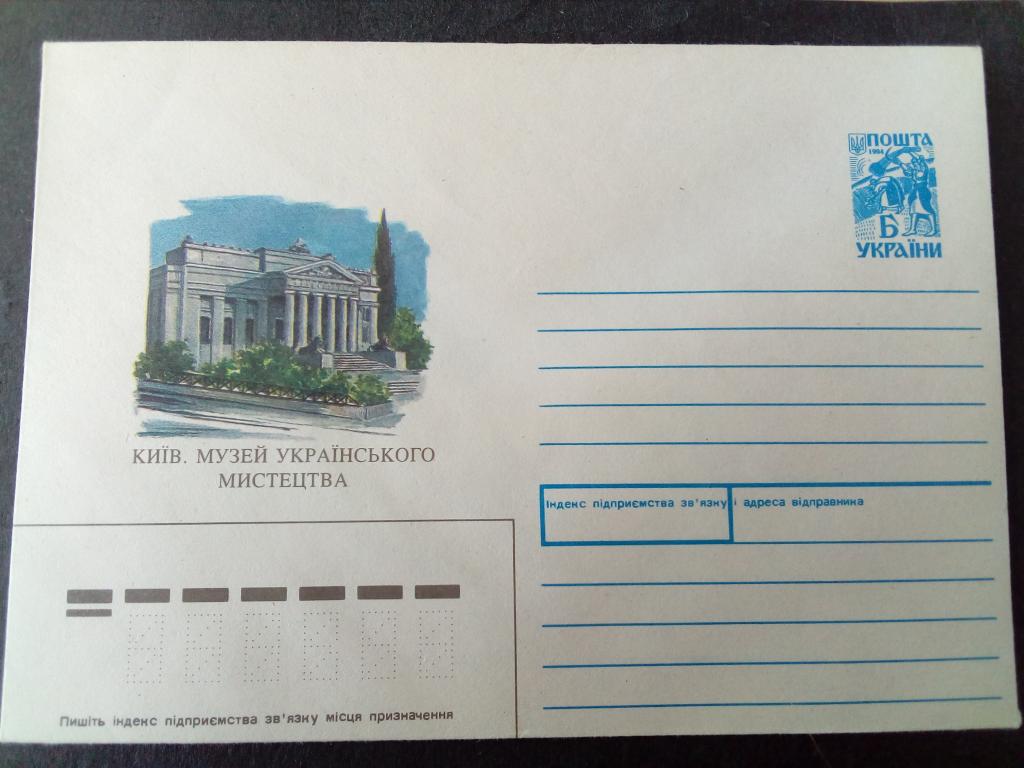 ПОШТА
1994
Б
УКРАЇНИ
КИЇВ. МУЗЕЙ УКРАЇНСЬКОГО
МИСТЕЦТВА
Індекс підприємства зв'язку і адреса відправника
Пишіть індекс підприємства зв'язку місця призначення